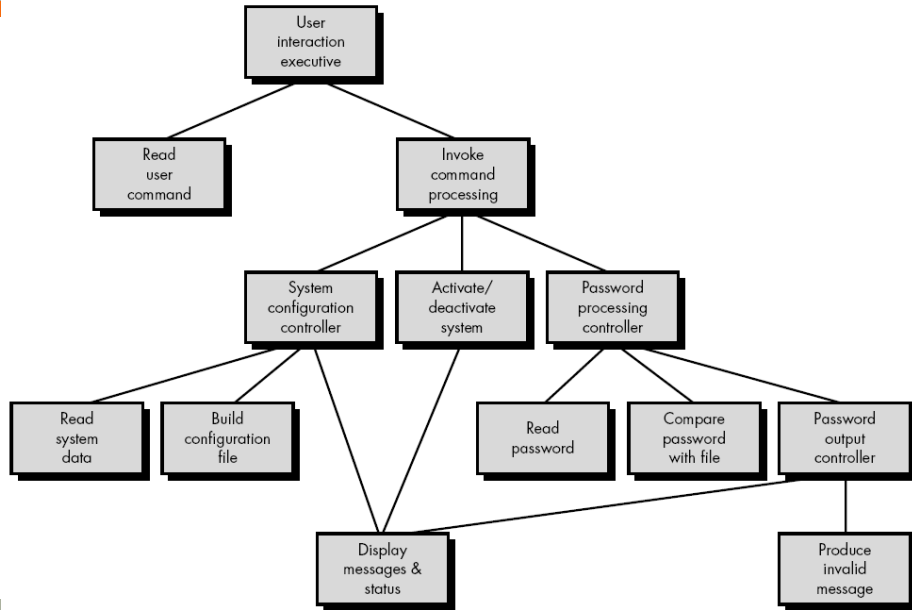 User
interaction
executive
Read
user
command
Invoke
command
processing
System
configuration
controller
Activate/
deactivate
system
Password
processing
controller
Read
system
data
Build
configuration
file
Read
password
Compare
password
with file
Password
output
controller
Display
messages &
status
Produce
invalid
message